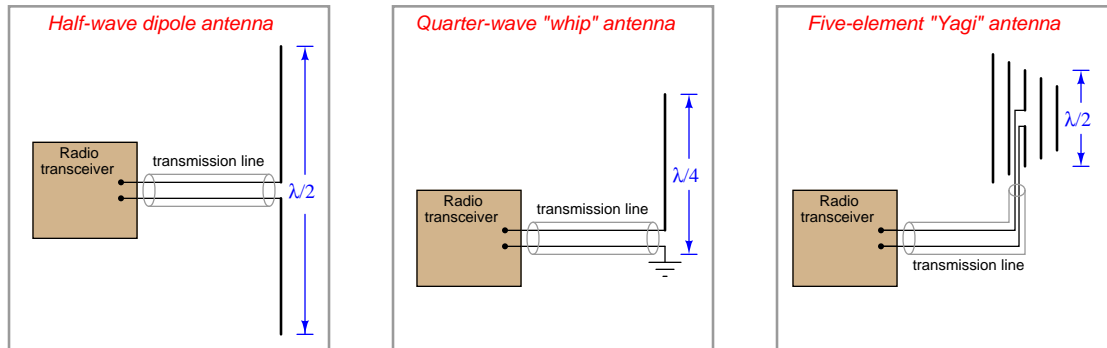 Half-wave dipole antenna
Radio
transceiver
transmission line
λ/2
Quarter-wave "whip" antenna
Radio
transceiver
transmission line
λ/4
Five-element "Yagi" antenna
Radio
transceiver
transmission line
λ/2